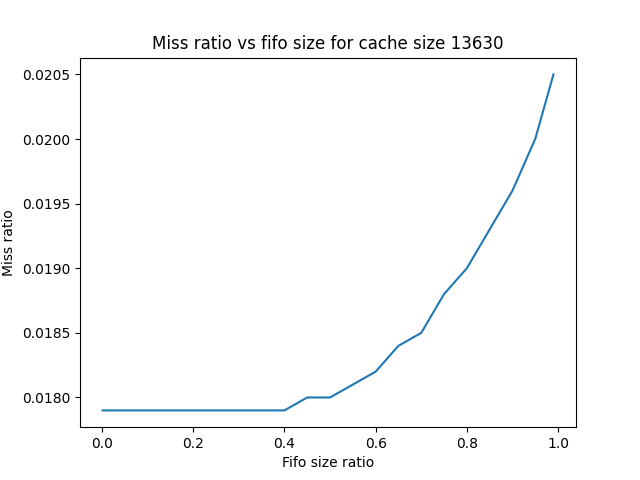 Miss ratio vs fifo size for cache size 13630
0.0205
0.0200
0.0195
0.0190
0.0185
0.0180
Miss ratio
0.0 0.2 0.4 0.6 0.8 1.0
Fifo size ratio